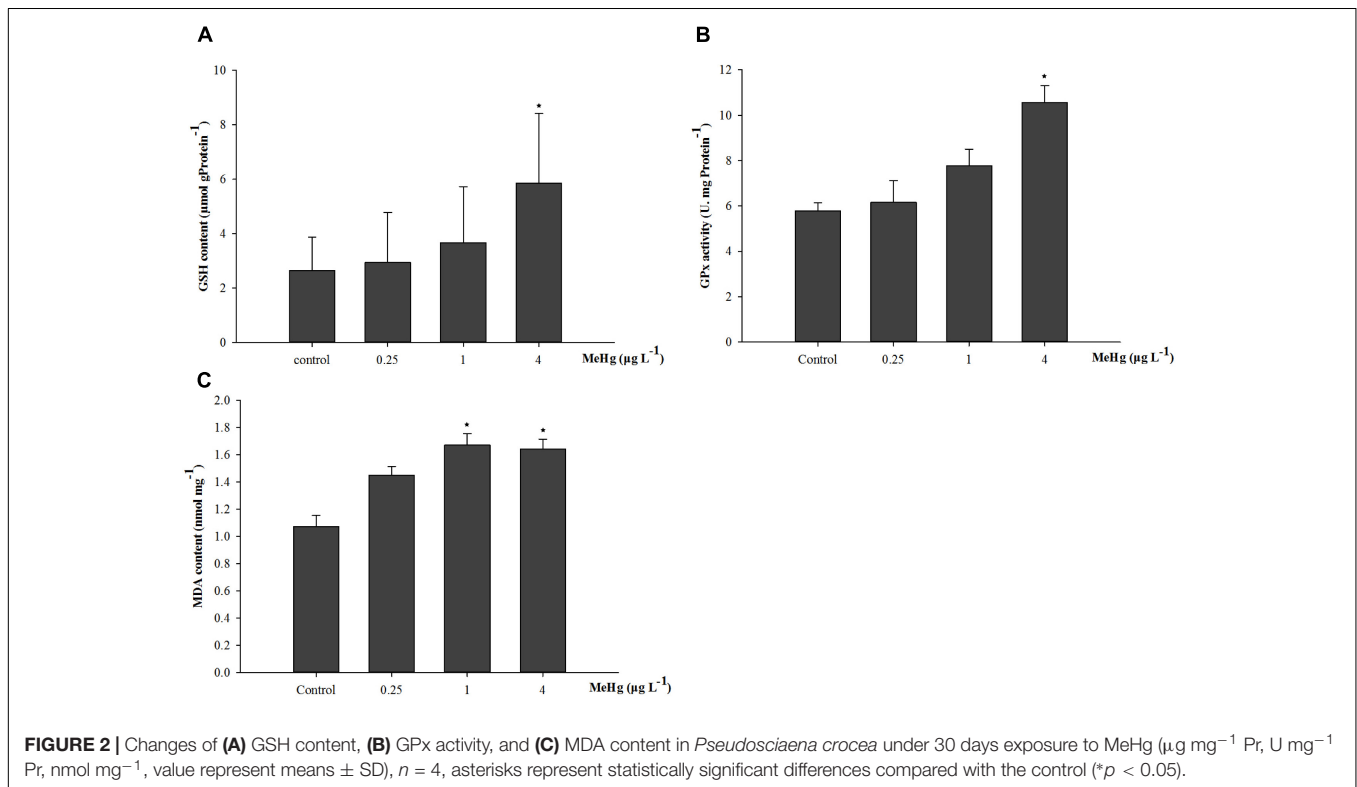 A
10
8
6
4
2
0
GSH content (μmol gProtein⁻¹)
*
control 0.25 1 4 MeHg (μg L⁻¹)
B
12
10
8
6
4
2
0
GPx activity (U. mg Protein⁻¹)
*
Control 0.25 1 4 MeHg (μg L⁻¹)
C
2.0
1.8
1.6
1.4
1.2
1.0
0.8
0.6
0.4
0.2
0.0
MDA content (nmol mg⁻¹)
* *
Control 0.25 1 4 MeHg (μg L⁻¹)
FIGURE 2 | Changes of (A) GSH content, (B) GPx activity, and (C) MDA content in Pseudosciaena crocea under 30 days exposure to MeHg (μg mg⁻¹ Pr, U mg⁻¹
Pr, nmol mg⁻¹, value represent means ± SD), n = 4, asterisks represent statistically significant differences compared with the control (*p < 0.05).